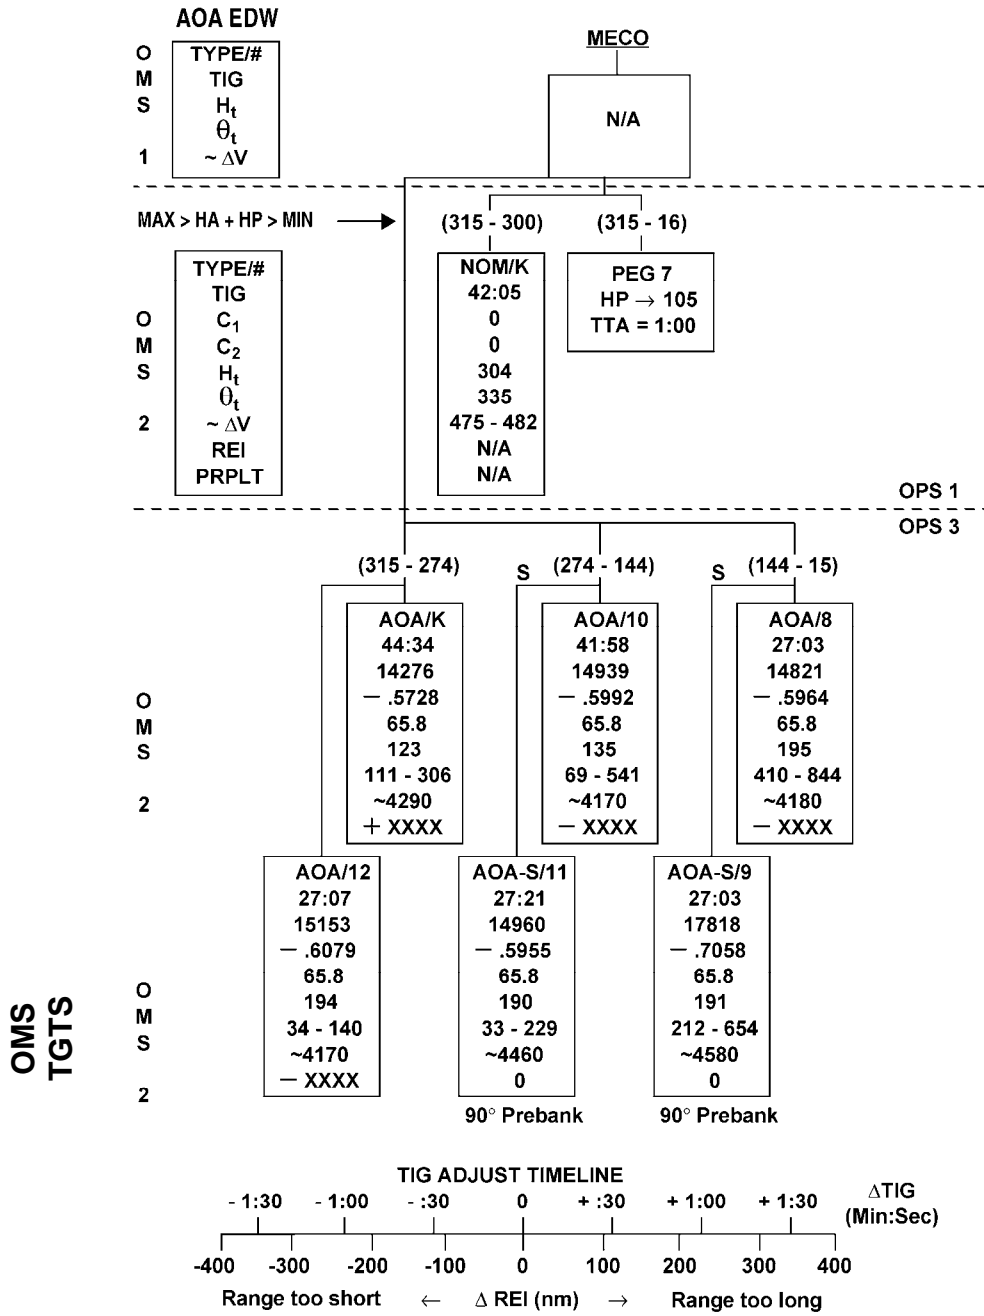 AOA EDW
O
M
S
1
TYPE/#
TIG
Ht
θt
~ ΔV
MECO
N/A
MAX > HA + HP > MIN
(315 - 300)
(315 - 16)
O
M
S
2
TYPE/#
TIG
C1
C2
Ht
θt
~ ΔV
REI
PRPLT
NOM/K
42:05
0
0
304
335
475 - 482
N/A
N/A
PEG 7
HP → 105
TTA = 1:00
OPS 1
OPS 3
(315 - 274)
S
(274 - 144)
S
(144 - 15)
O
M
S
2
AOA/K
44:34
14276
− .5728
65.8
123
111 - 306
~4290
+ XXXX
AOA/10
41:58
14939
− .5992
65.8
135
69 - 541
~4170
− XXXX
AOA/8
27:03
14821
− .5964
65.8
195
410 - 844
~4180
− XXXX
OMS
TGTS
O
M
S
2
AOA/12
27:07
15153
− .6079
65.8
194
34 - 140
~4170
− XXXX
AOA-S/11
27:21
14960
− .5955
65.8
190
33 - 229
~4460
0
90° Prebank
AOA-S/9
27:03
17818
− .7058
65.8
191
212 - 654
~4580
0
90° Prebank
TIG ADJUST TIMELINE
- 1:30 - 1:00 - :30 0 + :30 + 1:00 + 1:30
ΔTIG
(Min:Sec)
-400 -300 -200 -100 0 100 200 300 400
Range too short ← Δ REI (nm) → Range too long